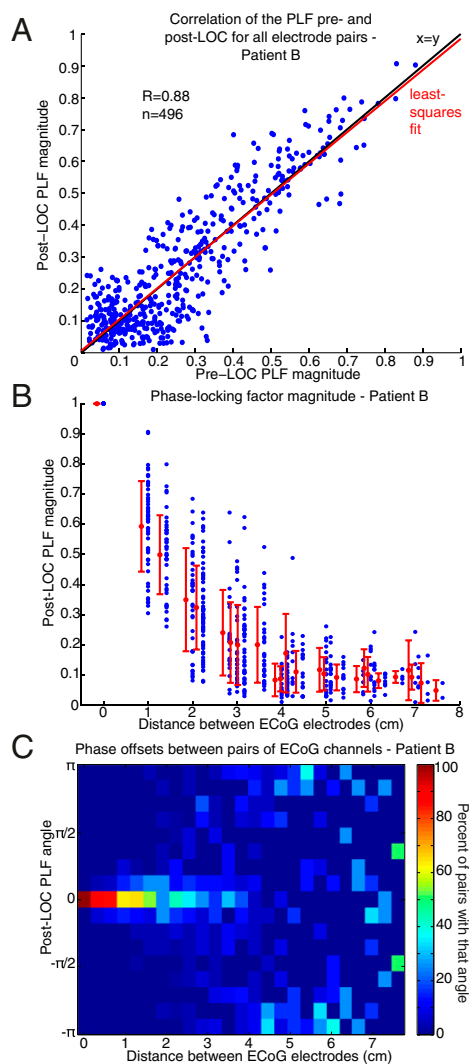 A
Correlation of the PLF pre- and
post-LOC for all electrode pairs -
Patient B
x=y
least-
squares
fit
R=0.88
n=496
Post–LOC PLF magnitude
1
0.9
0.8
0.7
0.6
0.5
0.4
0.3
0.2
0.1
0 0.1 0.2 0.3 0.4 0.5 0.6 0.7 0.8 0.9 1
Pre–LOC PLF magnitude
B
Phase-locking factor magnitude - Patient B
Post–LOC PLF magnitude
1
0.9
0.8
0.7
0.6
0.5
0.4
0.3
0.2
0.1
0
0 1 2 3 4 5 6 7 8
Distance between ECoG electrodes (cm)
C
Phase offsets between pairs of ECoG channels - Patient B
Post-LOC PLF angle
π
π/2
0
-π/2
-π
0 1 2 3 4 5 6 7
Distance between ECoG electrodes (cm)
100
80
60
40
20
0
Percent of pairs
with that angle